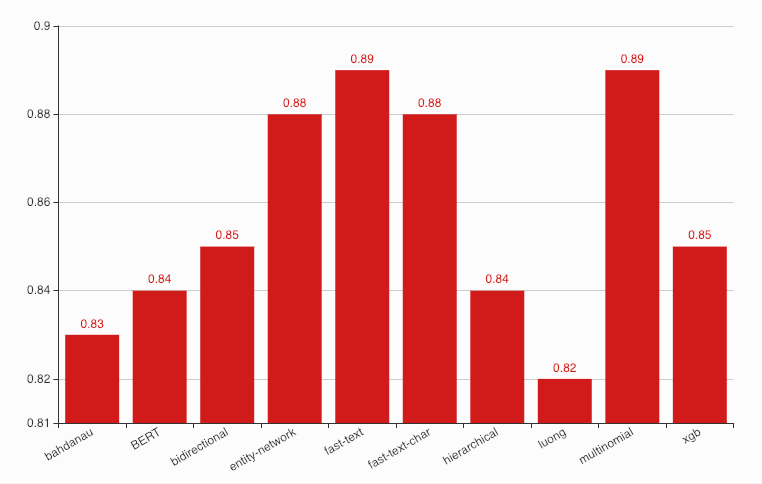 0.9
0.88
0.86
0.84
0.82
0.81
0.83
0.84
0.85
0.88
0.89
0.88
0.84
0.82
0.89
0.85
bahdanau
BERT
bidirectional
entity-network
fast-text
fast-text-char
hierarchical
luong
multinomial
xgb